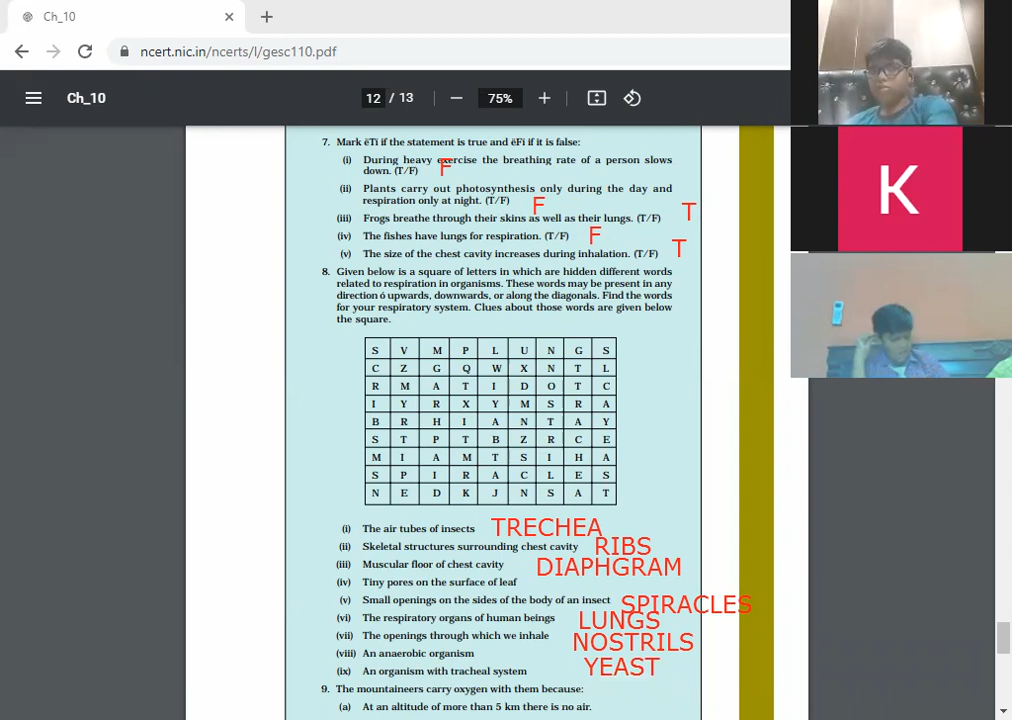 Ch_10
ncert.nic.in/ncerts/l/gesc110.pdf
Ch_10 12 / 13 75%
K
7. Mark ëTí if the statement is true and ëFí if it is false:
(i) During heavy exercise the breathing rate of a person slows
down. (T/F) F
(ii) Plants carry out photosynthesis only during the day and
respiration only at night. (T/F) F
(iii) Frogs breathe through their skins as well as their lungs. (T/F) T
(iv) The fishes have lungs for respiration. (T/F) F
(v) The size of the chest cavity increases during inhalation. (T/F) T
8. Given below is a square of letters in which are hidden different words
related to respiration in organisms. These words may be present in any
direction ó upwards, downwards, or along the diagonals. Find the words
for your respiratory system. Clues about those words are given below
the square.
S V M P L U N G S
C Z G Q W X N T L
R M A T I D O T C
I Y R X Y M S R A
B R H I A N T A Y
S T P T B Z R C E
M I A M T S I H A
S P I R A C L E S
N E D K J N S A T
(i) The air tubes of insects TRECHEA
(ii) Skeletal structures surrounding chest cavity RIBS
(iii) Muscular floor of chest cavity DIAPHGRAM
(iv) Tiny pores on the surface of leaf
(v) Small openings on the sides of the body of an insect SPIRACLES
(vi) The respiratory organs of human beings LUNGS
(vii) The openings through which we inhale NOSTRILS
(viii) An anaerobic organism YEAST
(ix) An organism with tracheal system
9. The mountaineers carry oxygen with them because:
(a) At an altitude of more than 5 km there is no air.